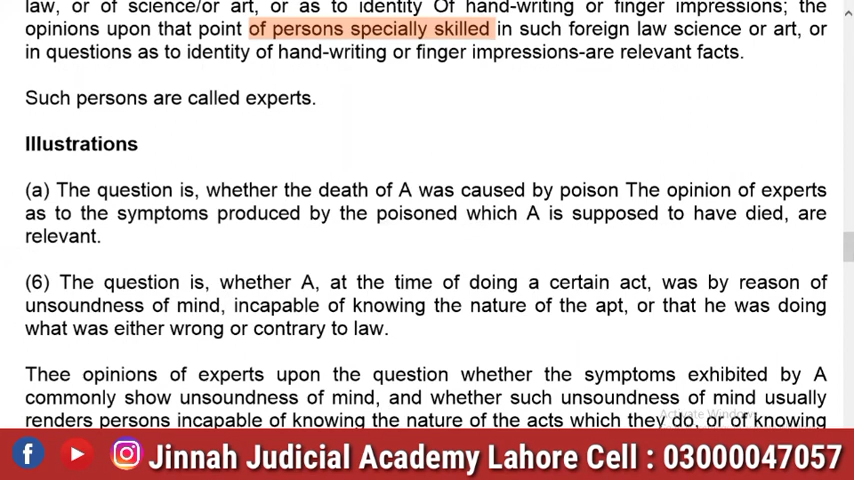 law, or of science/or art, or as to identity Of hand-writing or finger impressions; the
opinions upon that point of persons specially skilled in such foreign law science or art, or
in questions as to identity of hand-writing or finger impressions-are relevant facts.
Such persons are called experts.
Illustrations
(a) The question is, whether the death of A was caused by poison The opinion of experts
as to the symptoms produced by the poisoned which A is supposed to have died, are
relevant.
(6) The question is, whether A, at the time of doing a certain act, was by reason of
unsoundness of mind, incapable of knowing the nature of the apt, or that he was doing
what was either wrong or contrary to law.
Thee opinions of experts upon the question whether the symptoms exhibited by A
commonly show unsoundness of mind, and whether such unsoundness of mind usually
Activate Windows
renders persons incapable of knowing the nature of the acts which they do, or of knowing
Jinnah Judicial Academy Lahore Cell : 03000047057